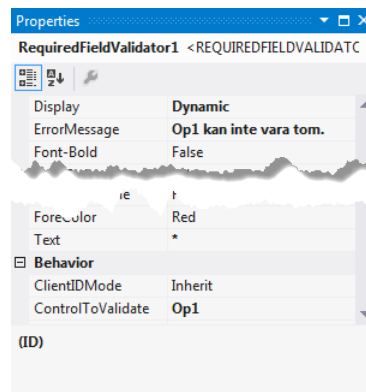 Properties
RequiredFieldValidator1 <REQUIREDFIELDVALIDATC
Display Dynamic
ErrorMessage Op1 kan inte vara tom.
Font-Bold False
ForeColor Red
Text *
Behavior
ClientIDMode Inherit
ControlToValidate Op1
(ID)